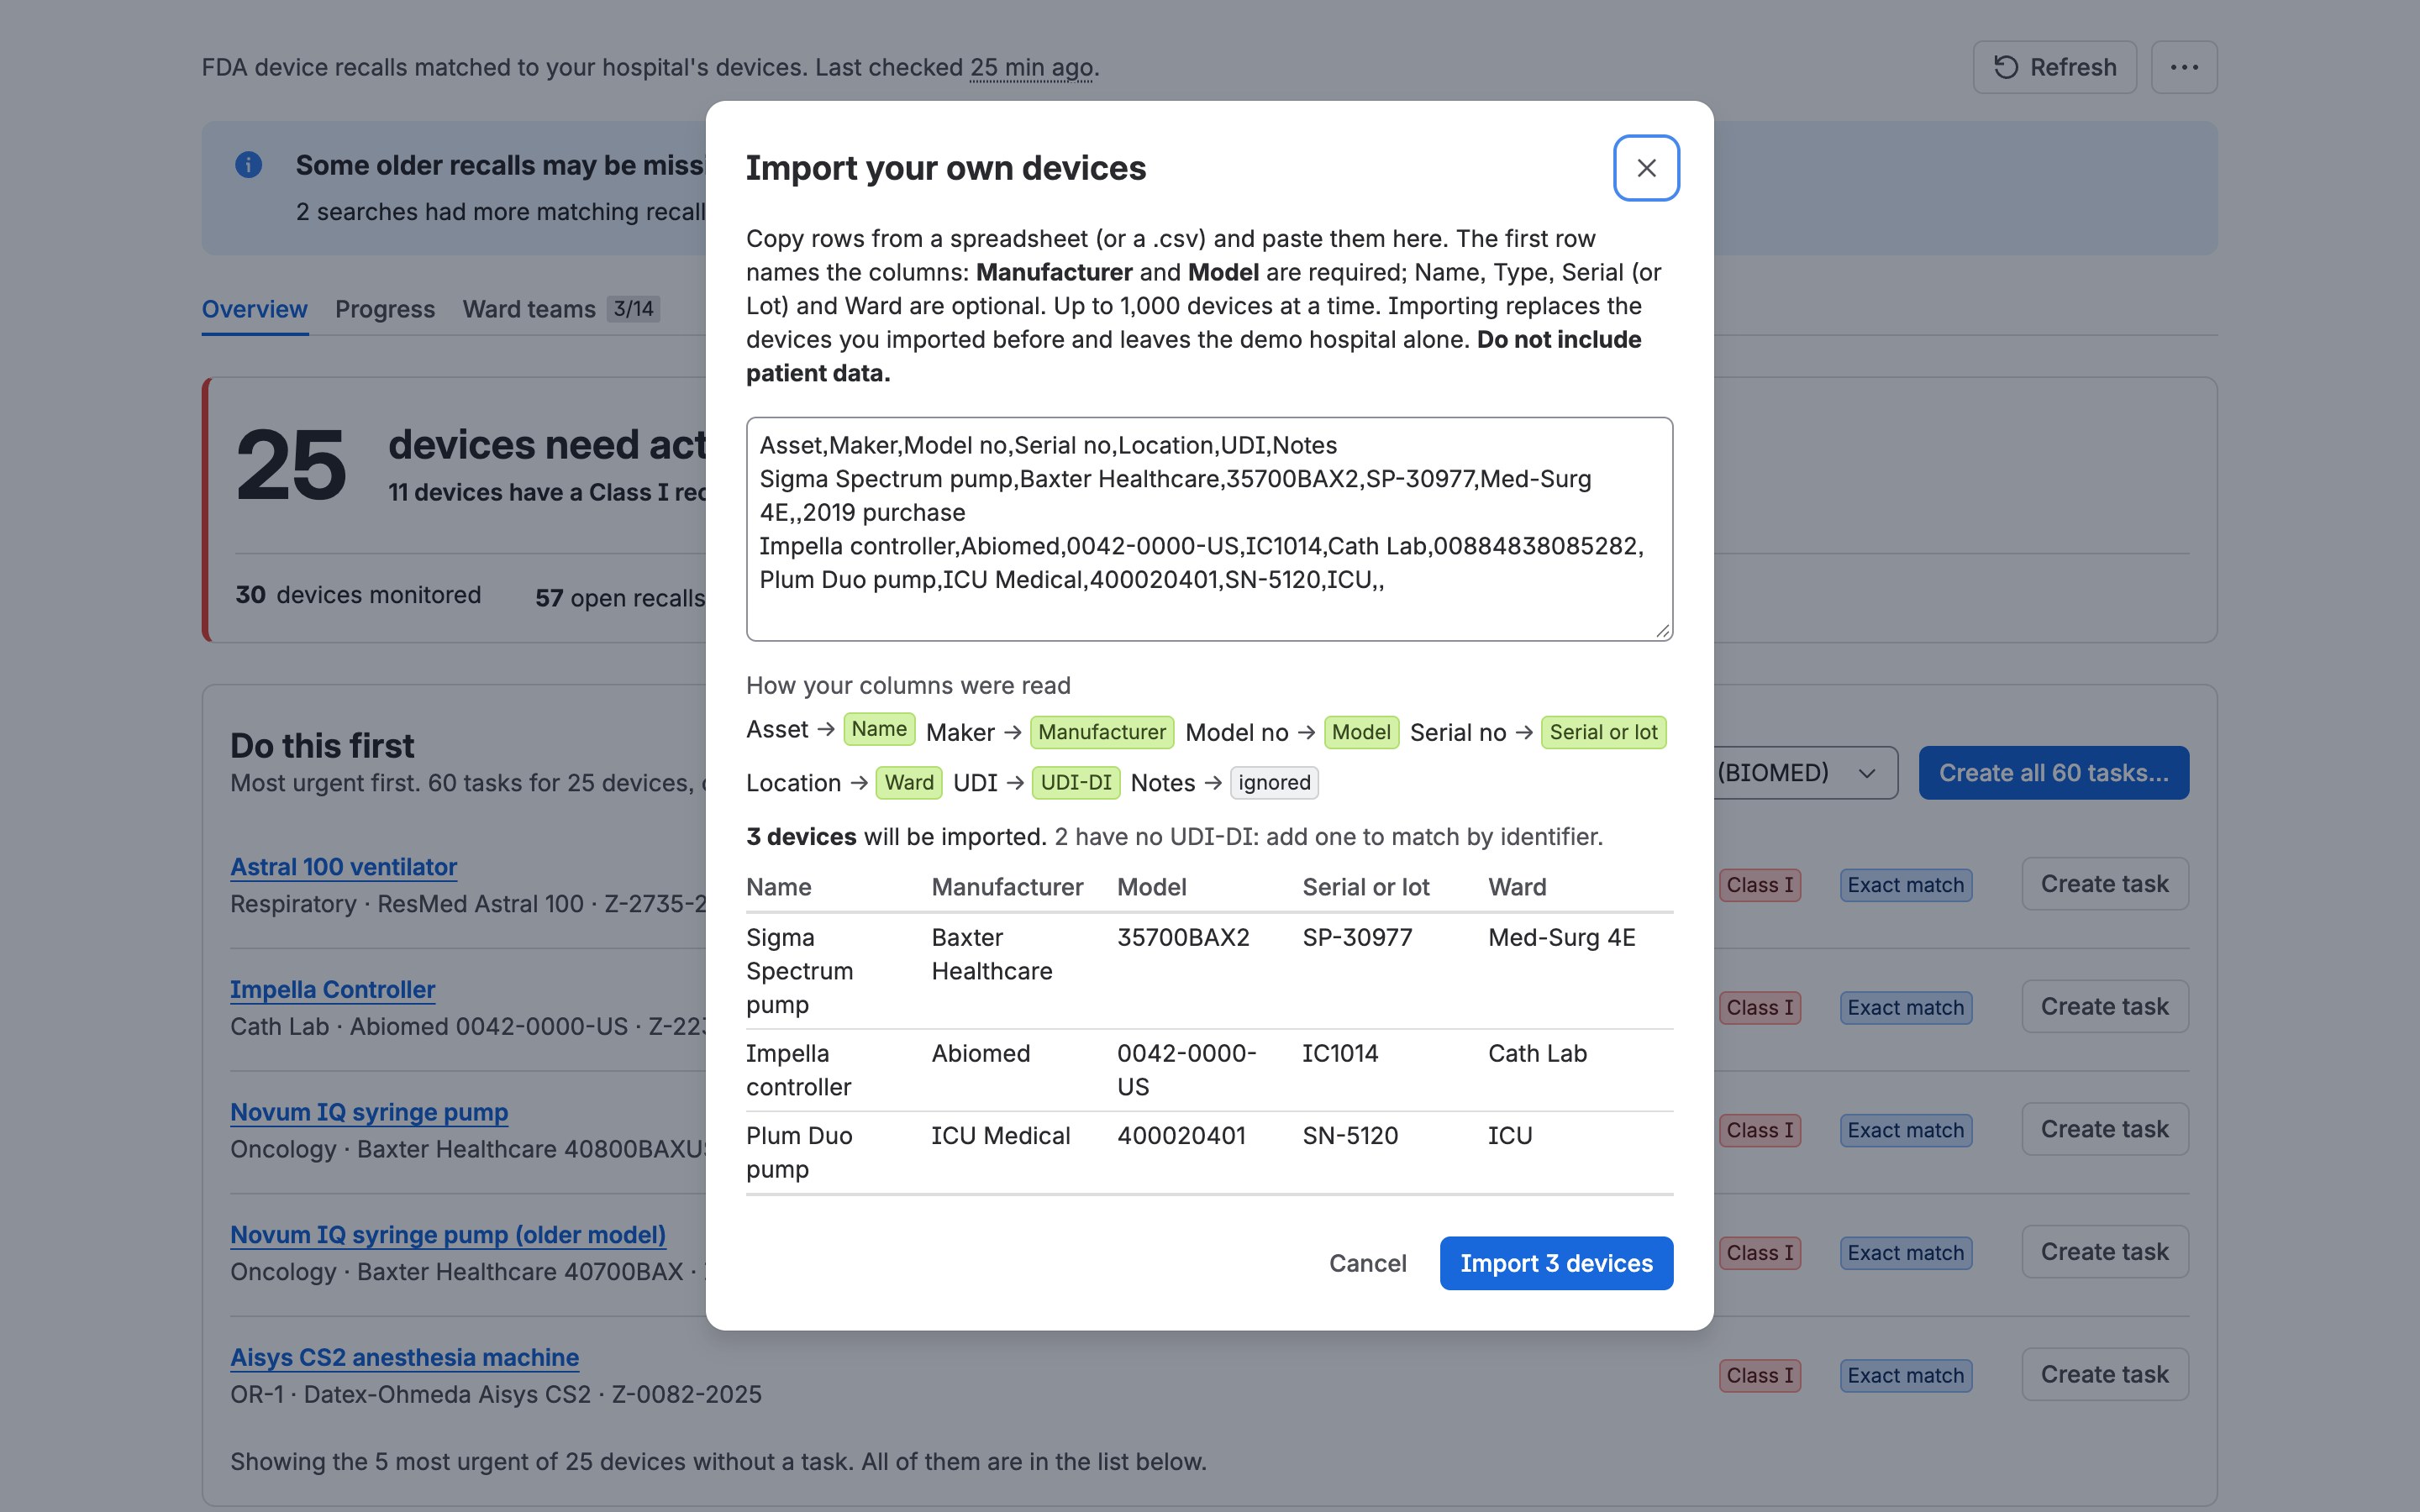 FDA device recalls matched to your hospital's devices. Last checked 25 min ago.
Refresh
Some older recalls may be miss
2 searches had more matching recall
Overview
Progress
Ward teams 3/14
25 devices need act
11 devices have a Class I rec
30 devices monitored
57 open recalls
Do this first
Most urgent first. 60 tasks for 25 devices,
(BIOMED)
Create all 60 tasks...
Astral 100 ventilator
Respiratory · ResMed Astral 100 · Z-2735-2
Class I
Exact match
Create task
Impella Controller
Cath Lab · Abiomed 0042-0000-US · Z-223
Class I
Exact match
Create task
Novum IQ syringe pump
Oncology · Baxter Healthcare 40800BAXUS
Class I
Exact match
Create task
Novum IQ syringe pump (older model)
Oncology · Baxter Healthcare 40700BAX ·
Class I
Exact match
Create task
Aisys CS2 anesthesia machine
OR-1 · Datex-Ohmeda Aisys CS2 · Z-0082-2025
Class I
Exact match
Create task
Showing the 5 most urgent of 25 devices without a task. All of them are in the list below.
Import your own devices
Copy rows from a spreadsheet (or a .csv) and paste them here. The first row
names the columns: Manufacturer and Model are required; Name, Type, Serial (or
Lot) and Ward are optional. Up to 1,000 devices at a time. Importing replaces the
devices you imported before and leaves the demo hospital alone. Do not include
patient data.
Asset,Maker,Model no,Serial no,Location,UDI,Notes
Sigma Spectrum pump,Baxter Healthcare,35700BAX2,SP-30977,Med-Surg
4E,,2019 purchase
Impella controller,Abiomed,0042-0000-US,IC1014,Cath Lab,00884838085282,
Plum Duo pump,ICU Medical,400020401,SN-5120,ICU,,
How your columns were read
Asset → Name Maker → Manufacturer Model no → Model Serial no → Serial or lot
Location → Ward UDI → UDI-DI Notes → ignored
3 devices will be imported. 2 have no UDI-DI: add one to match by identifier.
Name Manufacturer Model Serial or lot Ward
Sigma Baxter 35700BAX2 SP-30977 Med-Surg 4E
Spectrum Healthcare
pump
Impella Abiomed 0042-0000- IC1014 Cath Lab
controller US
Plum Duo ICU Medical 400020401 SN-5120 ICU
pump
Cancel
Import 3 devices